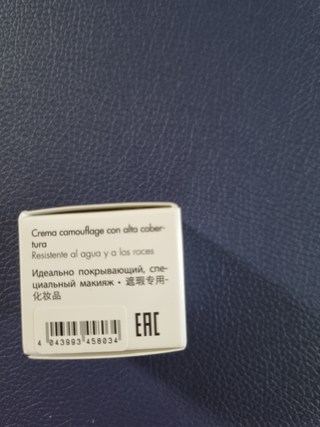 Crema camouflage con alta cober-
tura
Resistente al agua y a los roces
Идеально покрывающий, спе-
циальный макияж • 遮瑕专用-
化妆品
EAC
4 043993 458034